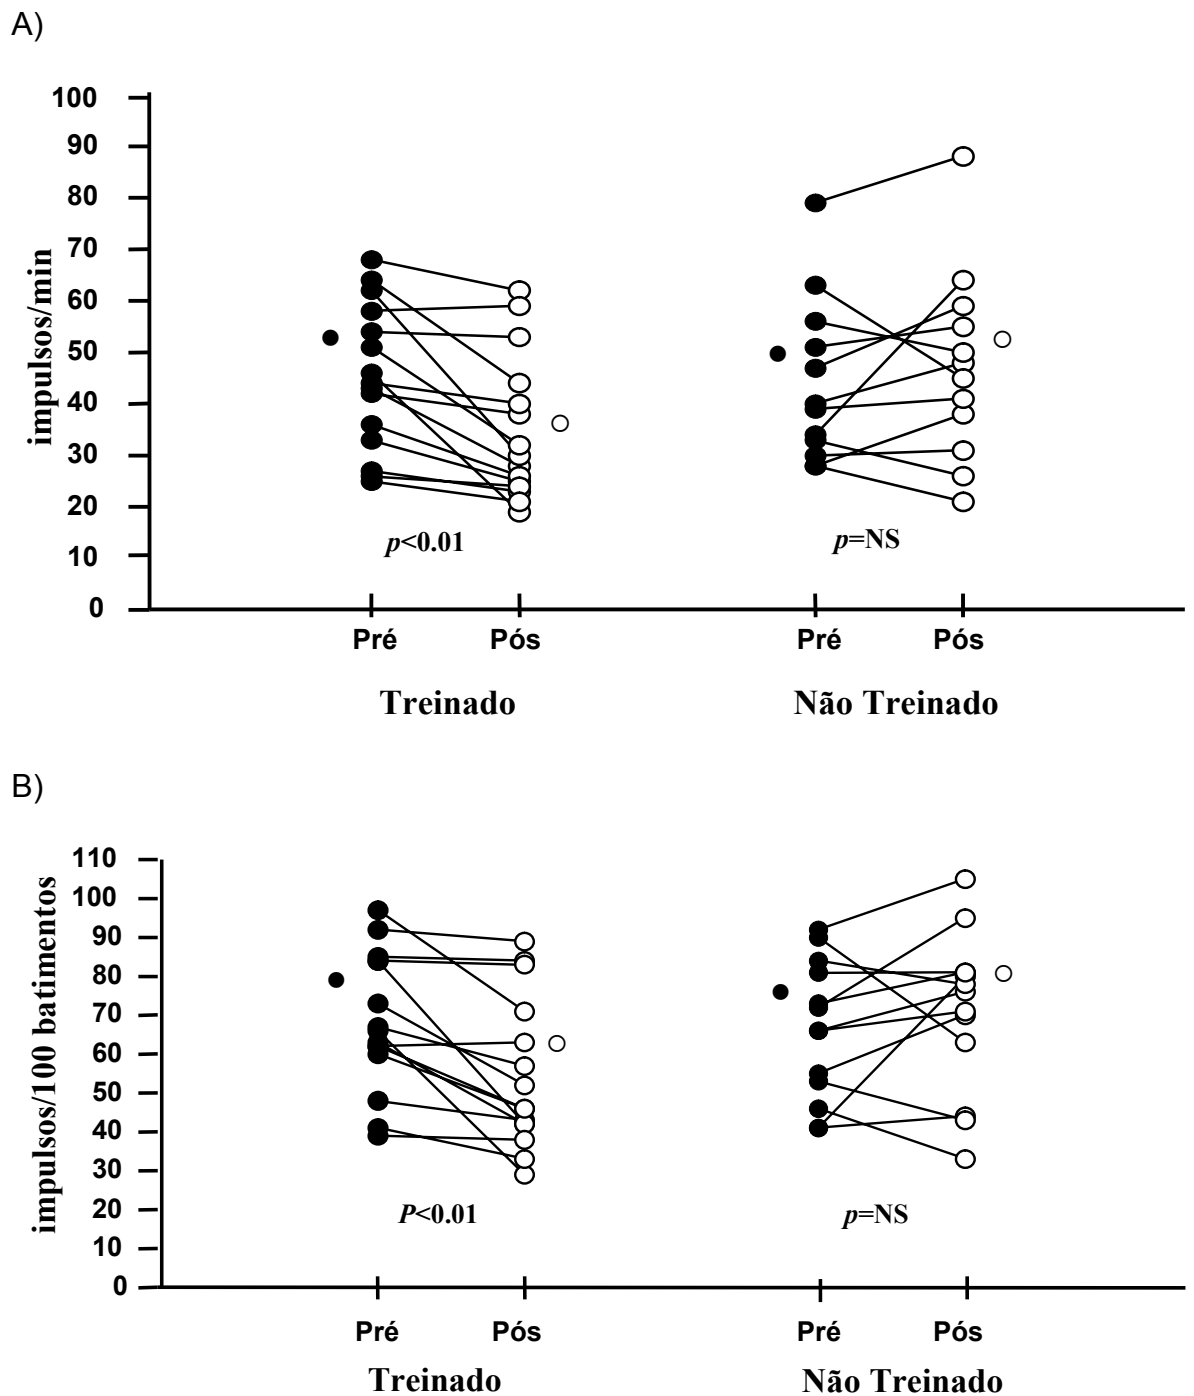 A)
impulsos/min
100
90
80
70
60
50
40
30
20
10
0
p<0.01
p=NS
Pré Pós Pré Pós
Treinado Não Treinado
B)
impulsos/100 batimentos
110
100
90
80
70
60
50
40
30
20
10
0
P<0.01
p=NS
Pré Pós Pré Pós
Treinado Não Treinado